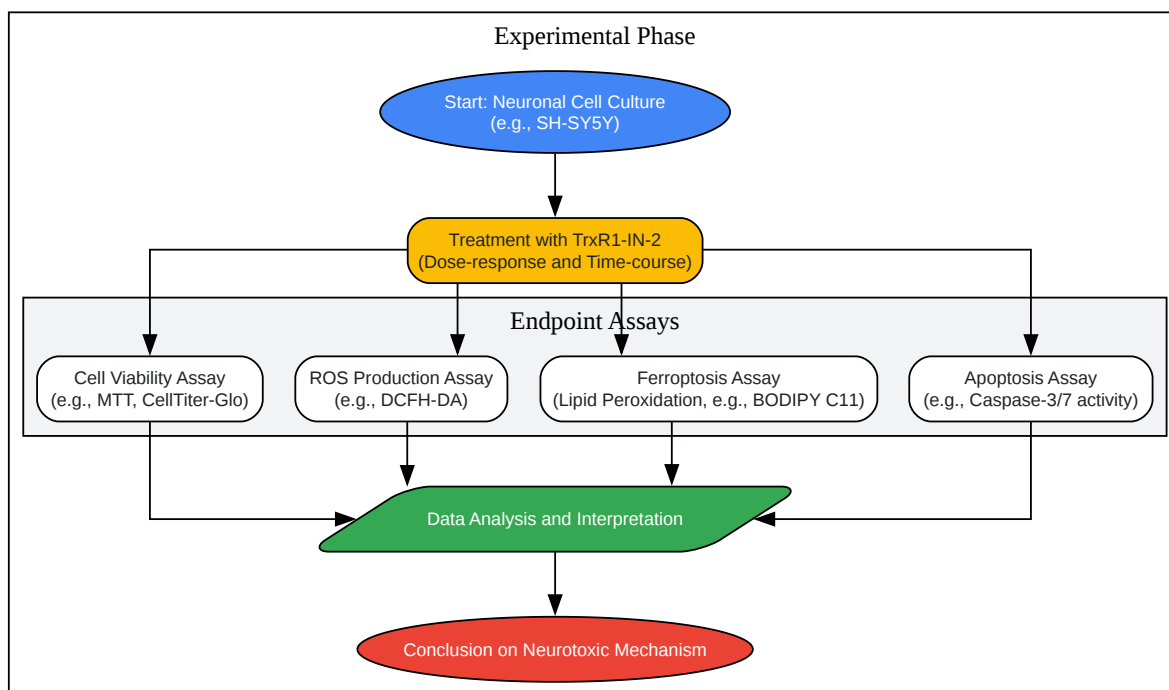 Experimental Phase
Start: Neuronal Cell Culture
(e.g., SH-SY5Y)
Treatment with TrxR1-IN-2
(Dose-response and Time-course)
Endpoint Assays
Cell Viability Assay
(e.g., MTT, CellTiter-Glo)
ROS Production Assay
(e.g., DCFH-DA)
Ferroptosis Assay
(Lipid Peroxidation, e.g., BODIPY C11)
Apoptosis Assay
(e.g., Caspase-3/7 activity)
Data Analysis and Interpretation
Conclusion on Neurotoxic Mechanism